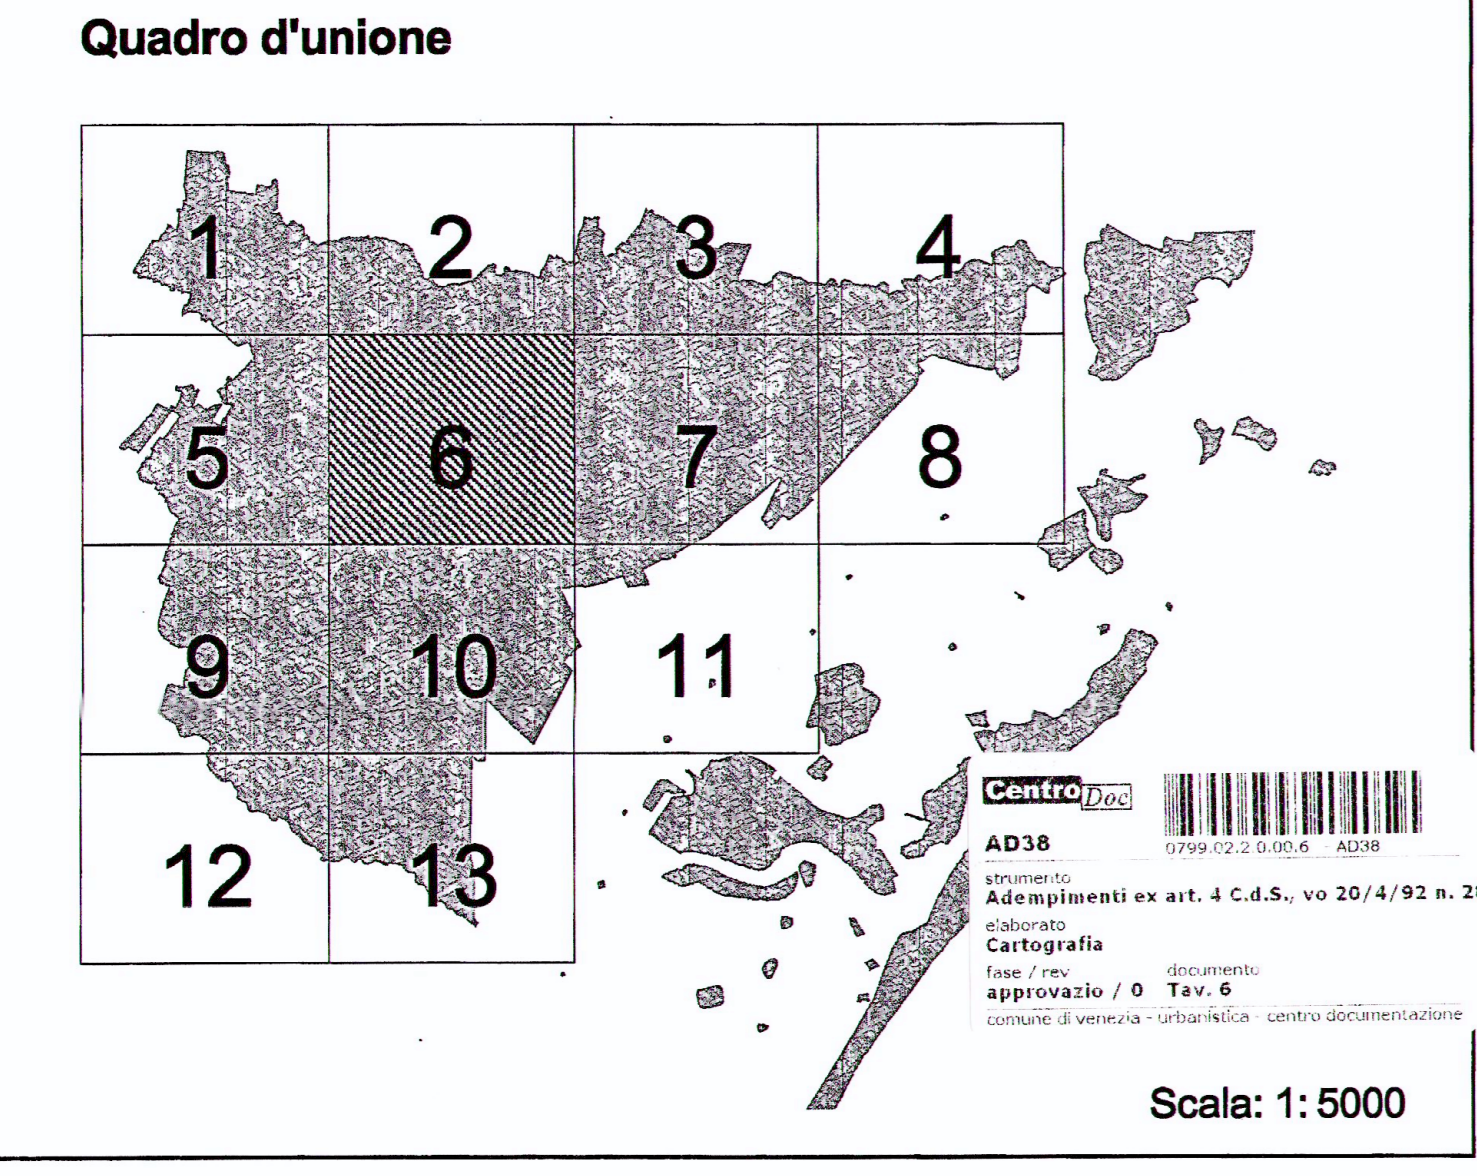 Quadro d'unione
1 2 3 4
5 6 7 8
9 10 11
12 13
Centro Doc
AD38
0799.02.2 0.00.6 - AD38
strumento
Adempimenti ex art. 4 C.d.S., vo 20/4/92 n. 28
elaborato
Cartografia
fase / rev documento
approvazio / 0 Tav. 6
comune di venezia - urbanistica - centro documentazione
Scala: 1: 5000